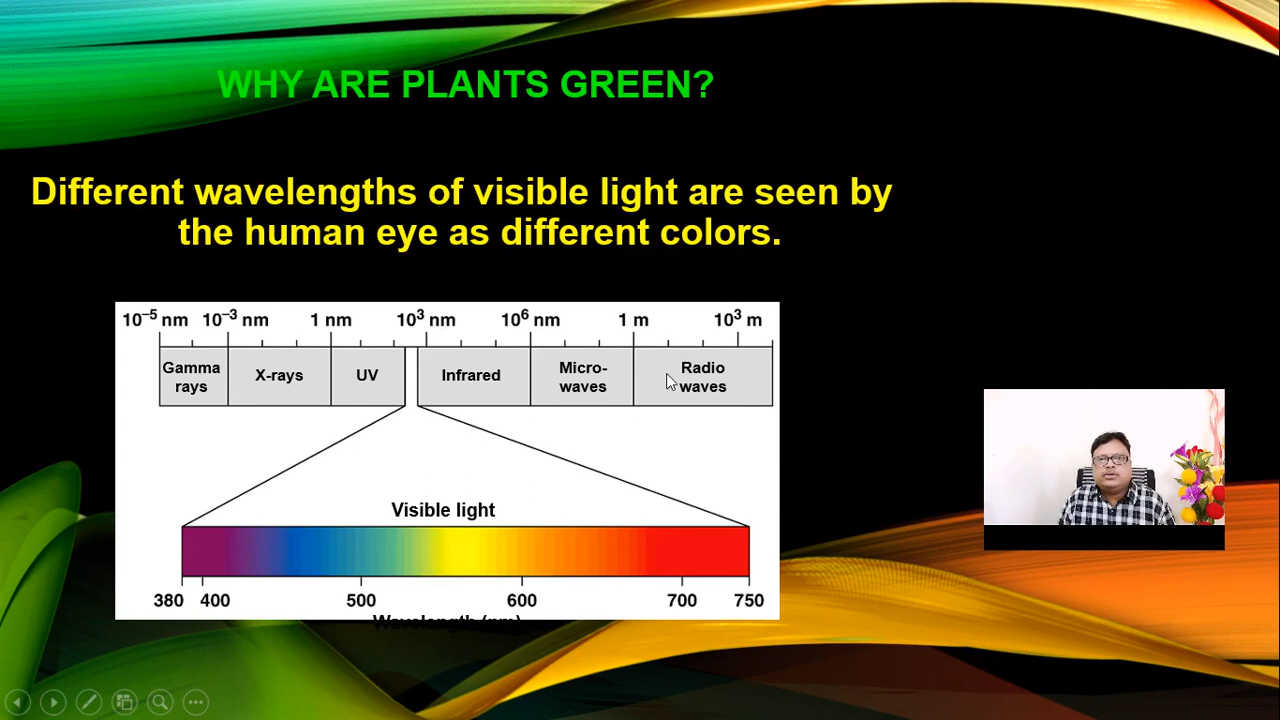 WHY ARE PLANTS GREEN?
Different wavelengths of visible light are seen by
the human eye as different colors.
10⁻⁵ nm 10⁻³ nm 1 nm 10³ nm 10⁶ nm 1 m 10³ m
Gamma
rays
X-rays
UV
Infrared
Micro-
waves
Radio
waves
Visible light
380 400 500 600 700 750
Wavelength (nm)